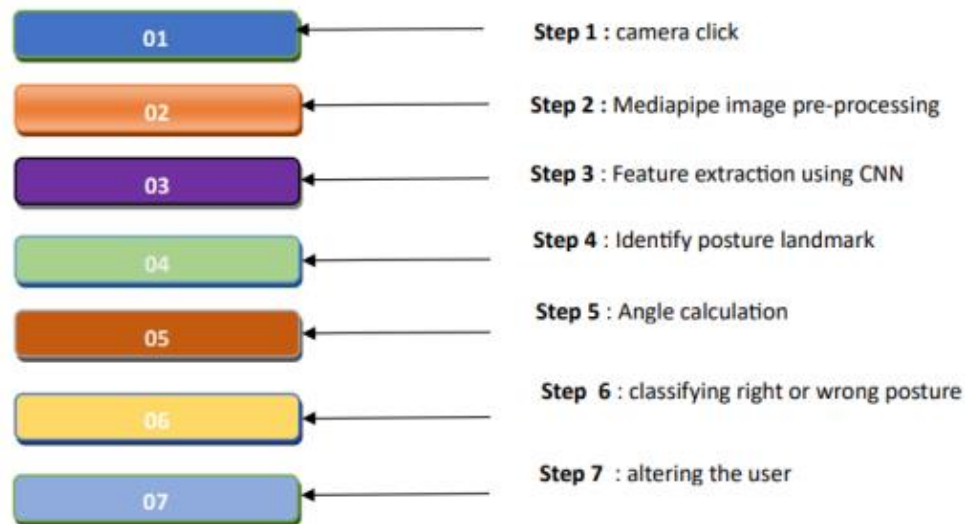 01 Step 1 : camera click
02 Step 2 : Mediapipe image pre-processing
03 Step 3 : Feature extraction using CNN
04 Step 4 : Identify posture landmark
05 Step 5 : Angle calculation
06 Step 6 : classifying right or wrong posture
07 Step 7 : altering the user